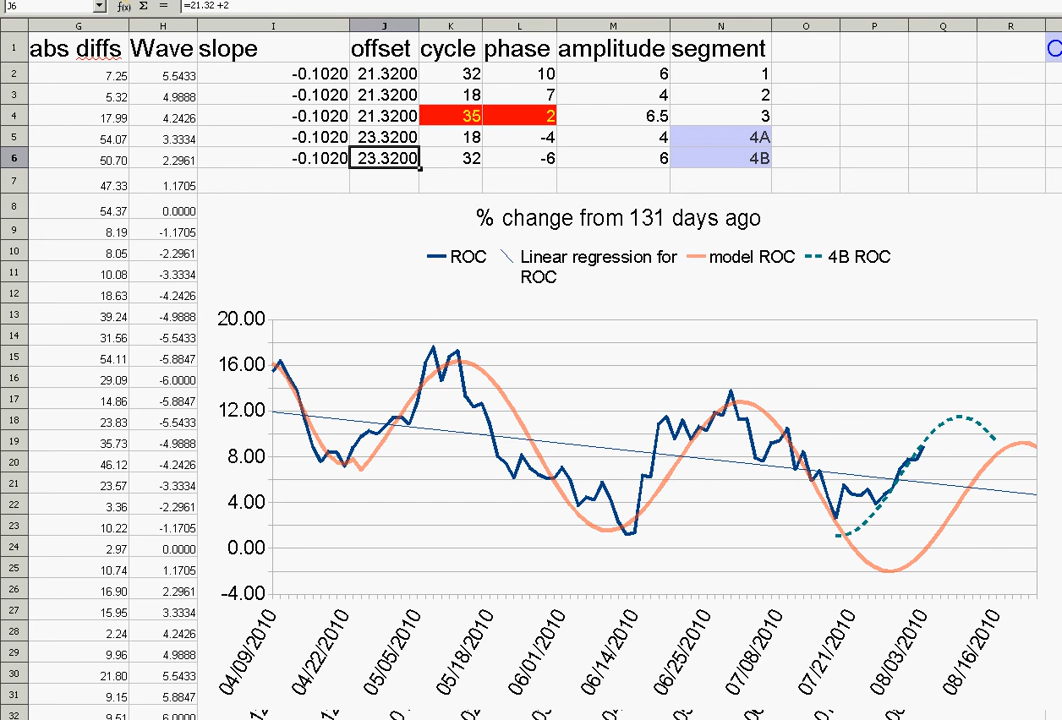 J6 =21.32 +2
G H I J K L M N O P Q R
1 abs diffs Wave slope offset cycle phase amplitude segment
2 7.25 5.5433 -0.1020 21.3200 32 10 6 1
3 5.32 4.9888 -0.1020 21.3200 18 7 4 2
4 17.99 4.2426 -0.1020 21.3200 35 2 6.5 3
5 54.07 3.3334 -0.1020 23.3200 18 -4 4 4A
6 50.70 2.2961 -0.1020 23.3200 32 -6 6 4B
7 47.33 1.1705
8 54.37 0.0000
9 8.19 -1.1705
10 8.05 -2.2961
11 10.08 -3.3334
12 18.63 -4.2426
13 39.24 -4.9888
14 31.56 -5.5433
15 54.11 -5.8847
16 29.09 -6.0000
17 14.86 -5.8847
18 23.83 -5.5433
19 35.73 -4.9888
20 46.12 -4.2426
21 23.57 -3.3334
22 3.36 -2.2961
23 10.22 -1.1705
24 2.97 0.0000
25 10.74 1.1705
26 16.90 2.2961
27 15.95 3.3334
28 2.24 4.2426
29 9.96 4.9888
30 21.80 5.5433
31 9.15 5.8847
32 9.51 6.0000
% change from 131 days ago
ROC Linear regression for ROC model ROC 4B ROC
20.00
16.00
12.00
8.00
4.00
0.00
-4.00
04/09/2010 04/22/2010 05/05/2010 05/18/2010 06/01/2010 06/14/2010 06/25/2010 07/08/2010 07/21/2010 08/03/2010 08/16/2010